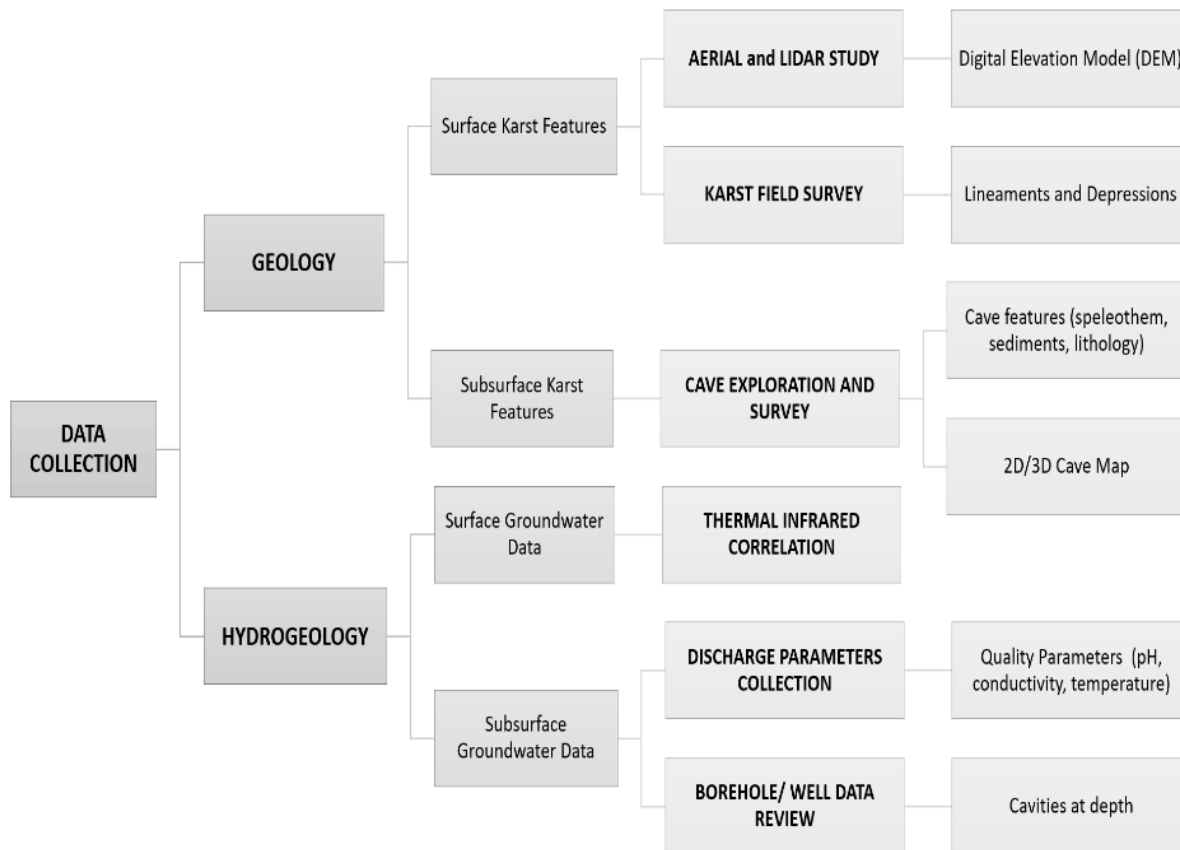 AERIAL and LIDAR STUDY
Digital Elevation Model (DEM)
Surface Karst Features
KARST FIELD SURVEY
Lineaments and Depressions
GEOLOGY
Cave features (speleothem,
sediments, lithology)
Subsurface Karst
Features
CAVE EXPLORATION AND
SURVEY
DATA
COLLECTION
2D/3D Cave Map
Surface Groundwater
Data
THERMAL INFRARED
CORRELATION
HYDROGEOLOGY
DISCHARGE PARAMETERS
COLLECTION
Quality Parameters (pH,
conductivity, temperature)
Subsurface
Groundwater Data
BOREHOLE/ WELL DATA
REVIEW
Cavities at depth